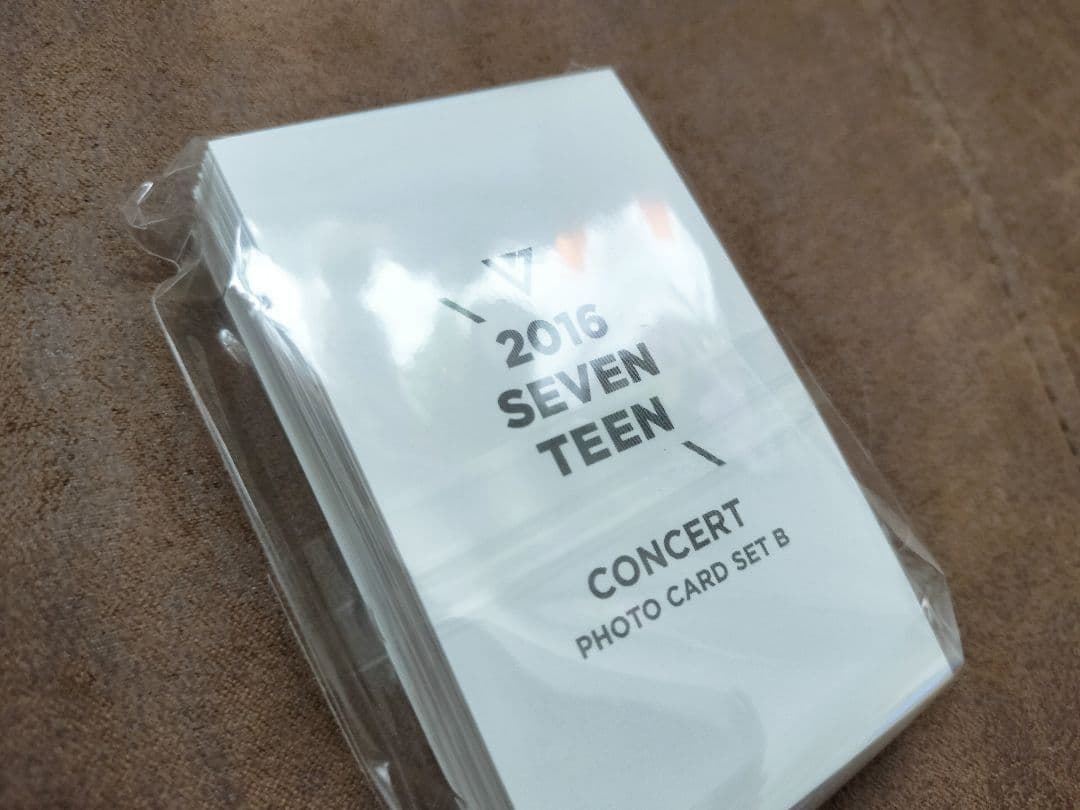 2016
SEVEN
TEEN
CONCERT
PHOTO CARD SET B